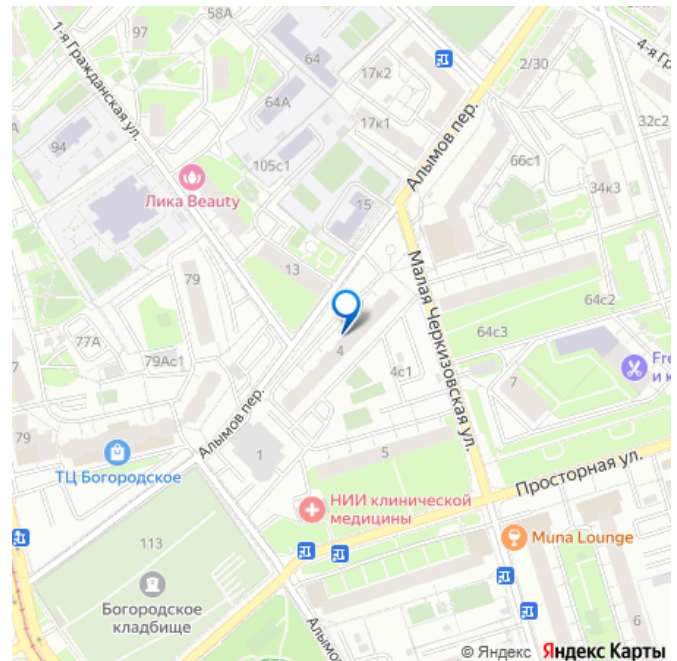 58А
97
64
17к2
2/30
4-я Гр
1-я Гражданская ул.
64А
17к1
32с2
А
94
105с1
Алымов пер.
66с1
34к3
Лика Beauty
15
79
13
Малая Черкизовская ул.
64с2
64с3
77А
79Ас1
4
4с1
7
Fre
и к
Алымов пер.
79
1
5
ТЦ Богородское
Просторная ул.
НИИ клинической
медицины
Muna Lounge
113
Богородское
кладбище
Алымо
6
© Яндекс Яндекс Карты